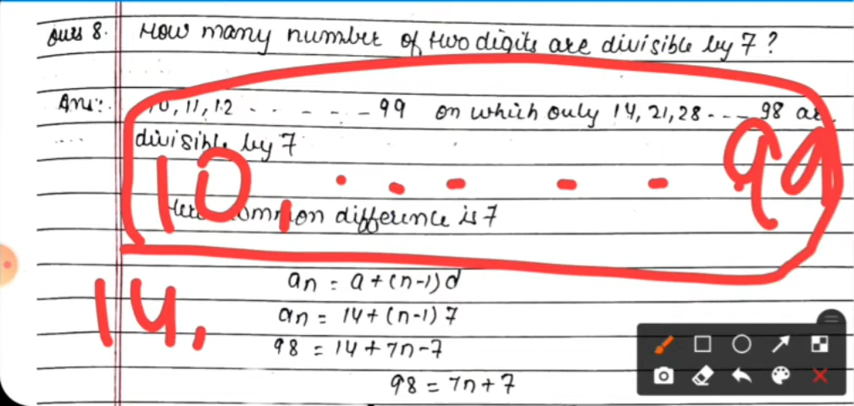 Ques 8. How many number of two digits are divisible by 7?
Ans:- 10, 11, 12 - - - - - - 99 on which only 14, 21, 28 - - - 98 are
divisible by 7
10, . . - - - 99
Here common difference is 7
an = a + (n-1) d
14,
an = 14 + (n-1) 7
98 = 14 + 7n - 7
98 = 7n + 7